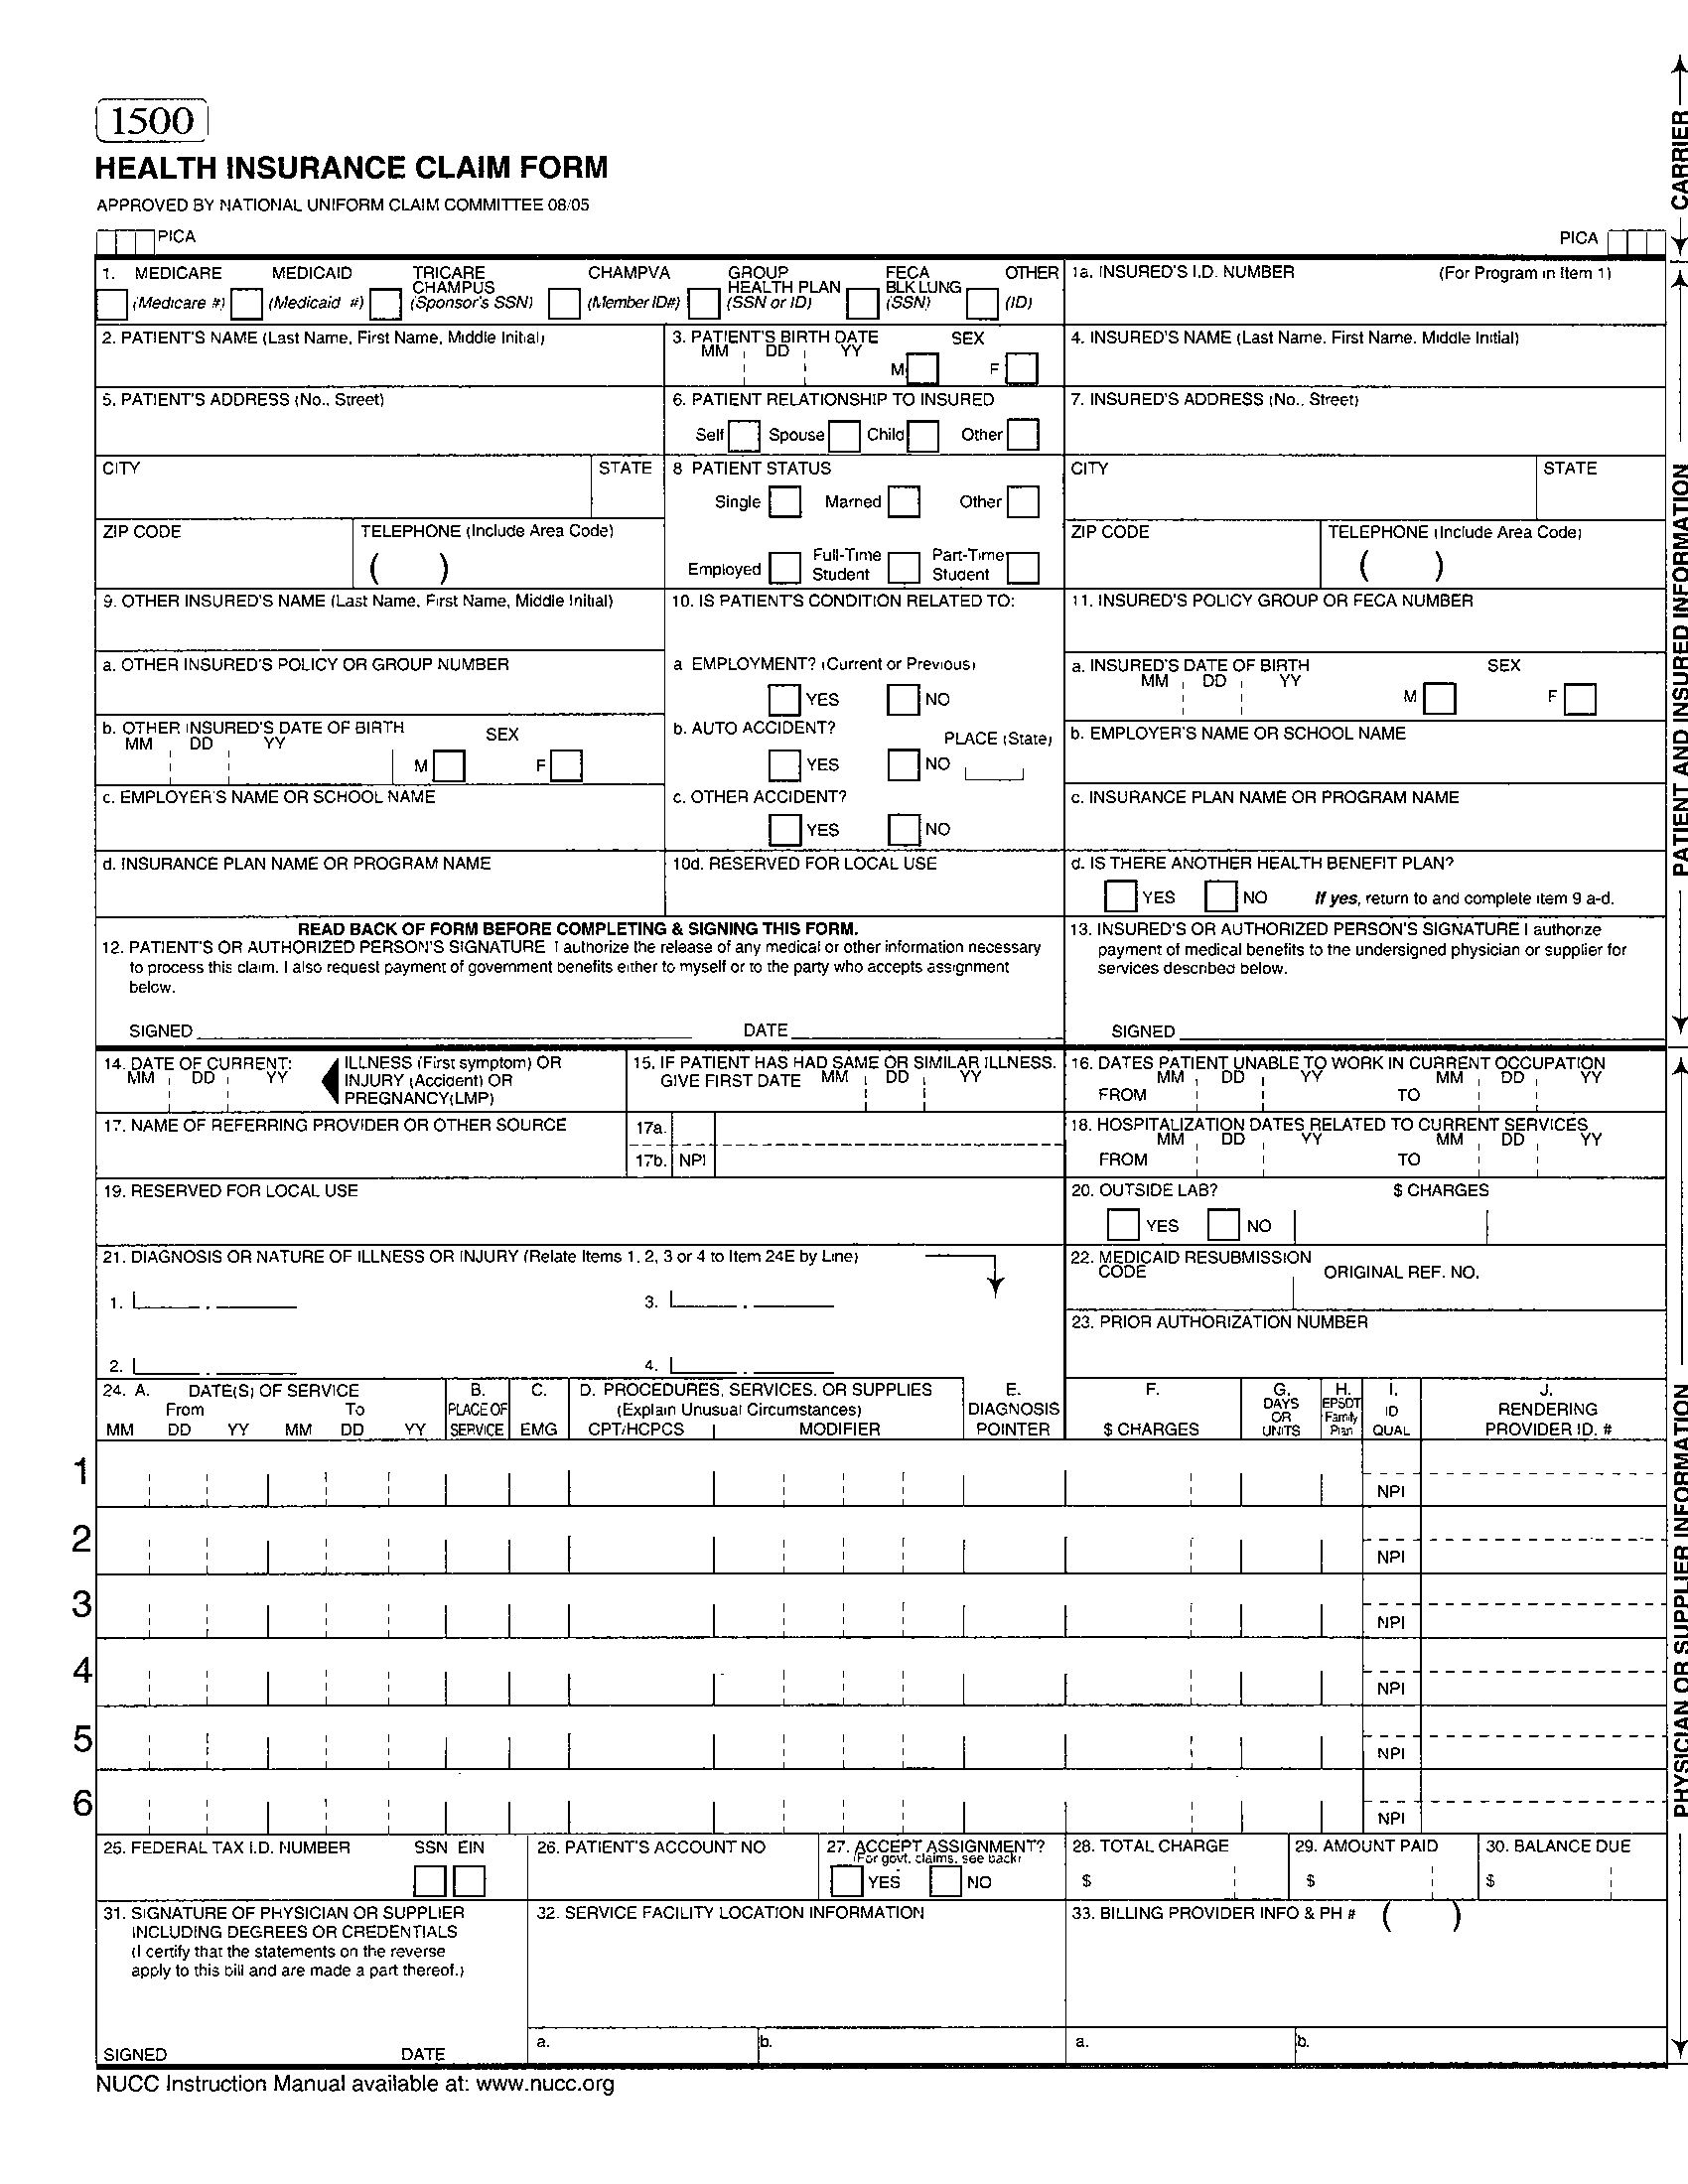 1500
HEALTH INSURANCE CLAIM FORM
APPROVED BY NATIONAL UNIFORM CLAIM COMMITTEE 08/05
PICA
PICA
CARRIER
1. MEDICARE MEDICAID TRICARE CHAMPUS CHAMPVA GROUP HEALTH PLAN FECA BLK LUNG OTHER
(Medicare #) (Medicaid #) (Sponsor's SSN) (Member ID#) (SSN or ID) (SSN) (ID)
1a. INSURED'S I.D. NUMBER (For Program in Item 1)
2. PATIENT'S NAME (Last Name, First Name, Middle Initial)
3. PATIENT'S BIRTH DATE SEX
MM DD YY M F
4. INSURED'S NAME (Last Name, First Name, Middle Initial)
5. PATIENT'S ADDRESS (No., Street)
6. PATIENT RELATIONSHIP TO INSURED
Self Spouse Child Other
7. INSURED'S ADDRESS (No., Street)
CITY STATE
8 PATIENT STATUS
Single Married Other
Employed Full-Time Student Part-Time Student
CITY STATE
ZIP CODE TELEPHONE (Include Area Code)
( )
ZIP CODE TELEPHONE (Include Area Code)
( )
9. OTHER INSURED'S NAME (Last Name, First Name, Middle Initial)
10. IS PATIENT'S CONDITION RELATED TO:
11. INSURED'S POLICY GROUP OR FECA NUMBER
a. OTHER INSURED'S POLICY OR GROUP NUMBER
a EMPLOYMENT? (Current or Previous)
YES NO
a. INSURED'S DATE OF BIRTH SEX
MM DD YY M F
b. OTHER INSURED'S DATE OF BIRTH SEX
MM DD YY M F
b. AUTO ACCIDENT? PLACE (State)
YES NO
b. EMPLOYER'S NAME OR SCHOOL NAME
c. EMPLOYER'S NAME OR SCHOOL NAME
c. OTHER ACCIDENT?
YES NO
c. INSURANCE PLAN NAME OR PROGRAM NAME
d. INSURANCE PLAN NAME OR PROGRAM NAME
10d. RESERVED FOR LOCAL USE
d. IS THERE ANOTHER HEALTH BENEFIT PLAN?
YES NO If yes, return to and complete item 9 a-d.
READ BACK OF FORM BEFORE COMPLETING & SIGNING THIS FORM.
12. PATIENT'S OR AUTHORIZED PERSON'S SIGNATURE I authorize the release of any medical or other information necessary
to process this claim. I also request payment of government benefits either to myself or to the party who accepts assignment
below.
SIGNED DATE
13. INSURED'S OR AUTHORIZED PERSON'S SIGNATURE I authorize
payment of medical benefits to the undersigned physician or supplier for
services described below.
SIGNED
PATIENT AND INSURED INFORMATION
14. DATE OF CURRENT:
MM DD YY
ILLNESS (First symptom) OR
INJURY (Accident) OR
PREGNANCY(LMP)
15. IF PATIENT HAS HAD SAME OR SIMILAR ILLNESS.
GIVE FIRST DATE MM DD YY
16. DATES PATIENT UNABLE TO WORK IN CURRENT OCCUPATION
MM DD YY MM DD YY
FROM TO
17. NAME OF REFERRING PROVIDER OR OTHER SOURCE
17a.
17b. NPI
18. HOSPITALIZATION DATES RELATED TO CURRENT SERVICES
MM DD YY MM DD YY
FROM TO
19. RESERVED FOR LOCAL USE
20. OUTSIDE LAB? $ CHARGES
YES NO
21. DIAGNOSIS OR NATURE OF ILLNESS OR INJURY (Relate Items 1, 2, 3 or 4 to Item 24E by Line)
1. . 3. .
2. . 4. .
22. MEDICAID RESUBMISSION
CODE ORIGINAL REF. NO.
23. PRIOR AUTHORIZATION NUMBER
24. A. DATE(S) OF SERVICE B. C. D. PROCEDURES, SERVICES, OR SUPPLIES E. F. G. H. I. J.
From To PLACE OF (Explain Unusual Circumstances) DIAGNOSIS DAYS OR EPSDT Family ID RENDERING
MM DD YY MM DD YY SERVICE EMG CPT/HCPCS MODIFIER POINTER $ CHARGES UNITS Plan QUAL PROVIDER ID. #
1 NPI
2 NPI
3 NPI
4 NPI
5 NPI
6 NPI
PHYSICIAN OR SUPPLIER INFORMATION
25. FEDERAL TAX I.D. NUMBER SSN EIN
26. PATIENT'S ACCOUNT NO
27. ACCEPT ASSIGNMENT?
(For govt. claims, see back)
YES NO
28. TOTAL CHARGE
$
29. AMOUNT PAID
$
30. BALANCE DUE
$
31. SIGNATURE OF PHYSICIAN OR SUPPLIER
INCLUDING DEGREES OR CREDENTIALS
(I certify that the statements on the reverse
apply to this bill and are made a part thereof.)
SIGNED DATE
32. SERVICE FACILITY LOCATION INFORMATION
a. b.
33. BILLING PROVIDER INFO & PH # ( )
a. b.
NUCC Instruction Manual available at: www.nucc.org